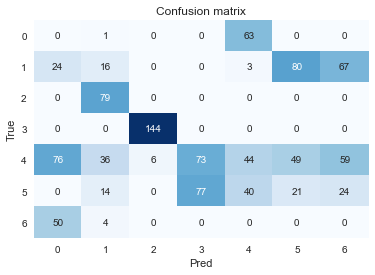 Confusion matrix
0 0 1 0 0 63 0 0
1 24 16 0 0 3 80 67
2 0 79 0 0 0 0 0
3 0 0 144 0 0 0 0
True
4 76 36 6 73 44 49 59
5 0 14 0 77 40 21 24
6 50 4 0 0 0 0 0
0 1 2 3 4 5 6
Pred